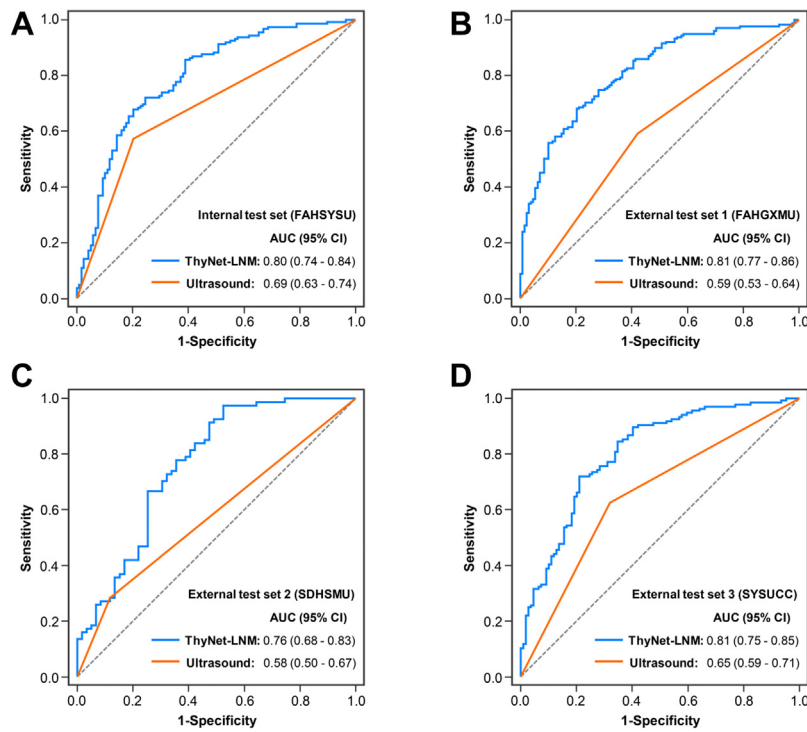 A
Sensitivity
1.0
0.8
0.6
0.4
0.2
0.0
Internal test set (FAHSYSU)
AUC (95% CI)
ThyNet-LNM: 0.80 (0.74 - 0.84)
Ultrasound: 0.69 (0.63 - 0.74)
0.0 0.2 0.4 0.6 0.8 1.0
1-Specificity
B
Sensitivity
1.0
0.8
0.6
0.4
0.2
0.0
External test set 1 (FAHGXMU)
AUC (95% CI)
ThyNet-LNM: 0.81 (0.77 - 0.86)
Ultrasound: 0.59 (0.53 - 0.64)
0.0 0.2 0.4 0.6 0.8 1.0
1-Specificity
C
Sensitivity
1.0
0.8
0.6
0.4
0.2
0.0
External test set 2 (SDHSMU)
AUC (95% CI)
ThyNet-LNM: 0.76 (0.68 - 0.83)
Ultrasound: 0.58 (0.50 - 0.67)
0.0 0.2 0.4 0.6 0.8 1.0
1-Specificity
D
Sensitivity
1.0
0.8
0.6
0.4
0.2
0.0
External test set 3 (SYSUCC)
AUC (95% CI)
ThyNet-LNM: 0.81 (0.75 - 0.85)
Ultrasound: 0.65 (0.59 - 0.71)
0.0 0.2 0.4 0.6 0.8 1.0
1-Specificity